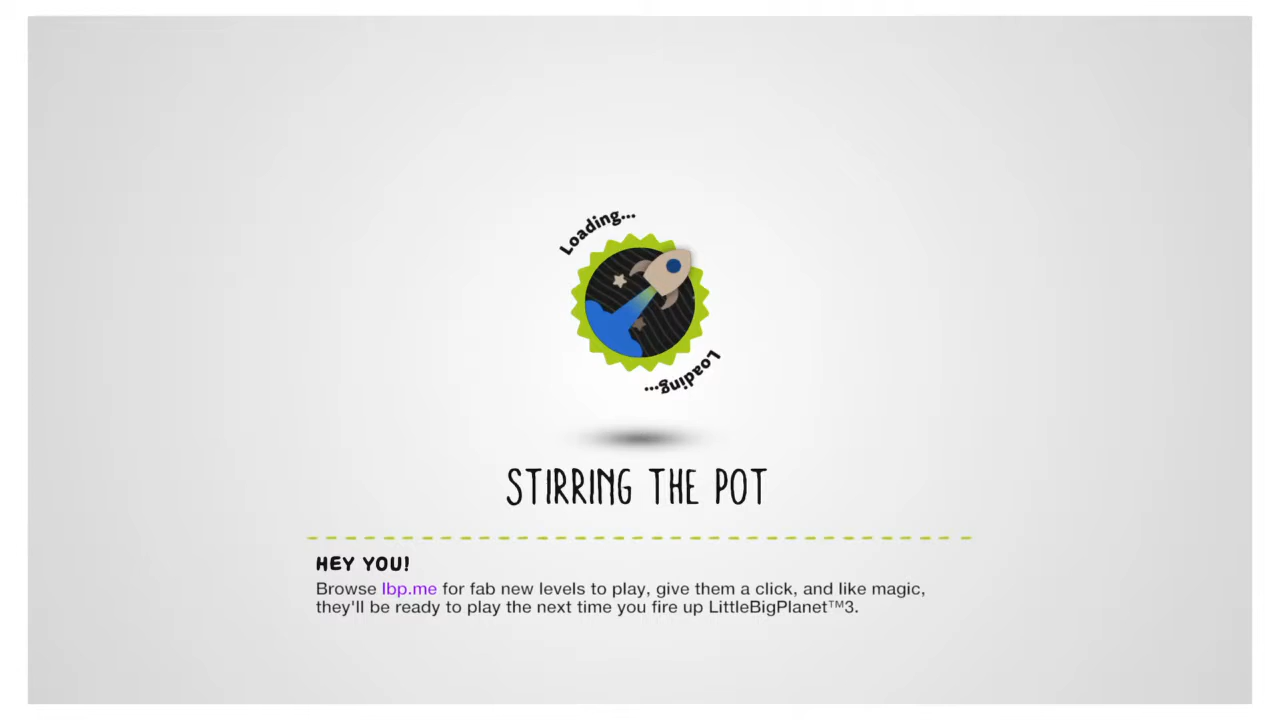 Loading...
Loading...
STIRRING THE POT
HEY YOU!
Browse lbp.me for fab new levels to play, give them a click, and like magic,
they'll be ready to play the next time you fire up LittleBigPlanet™3.